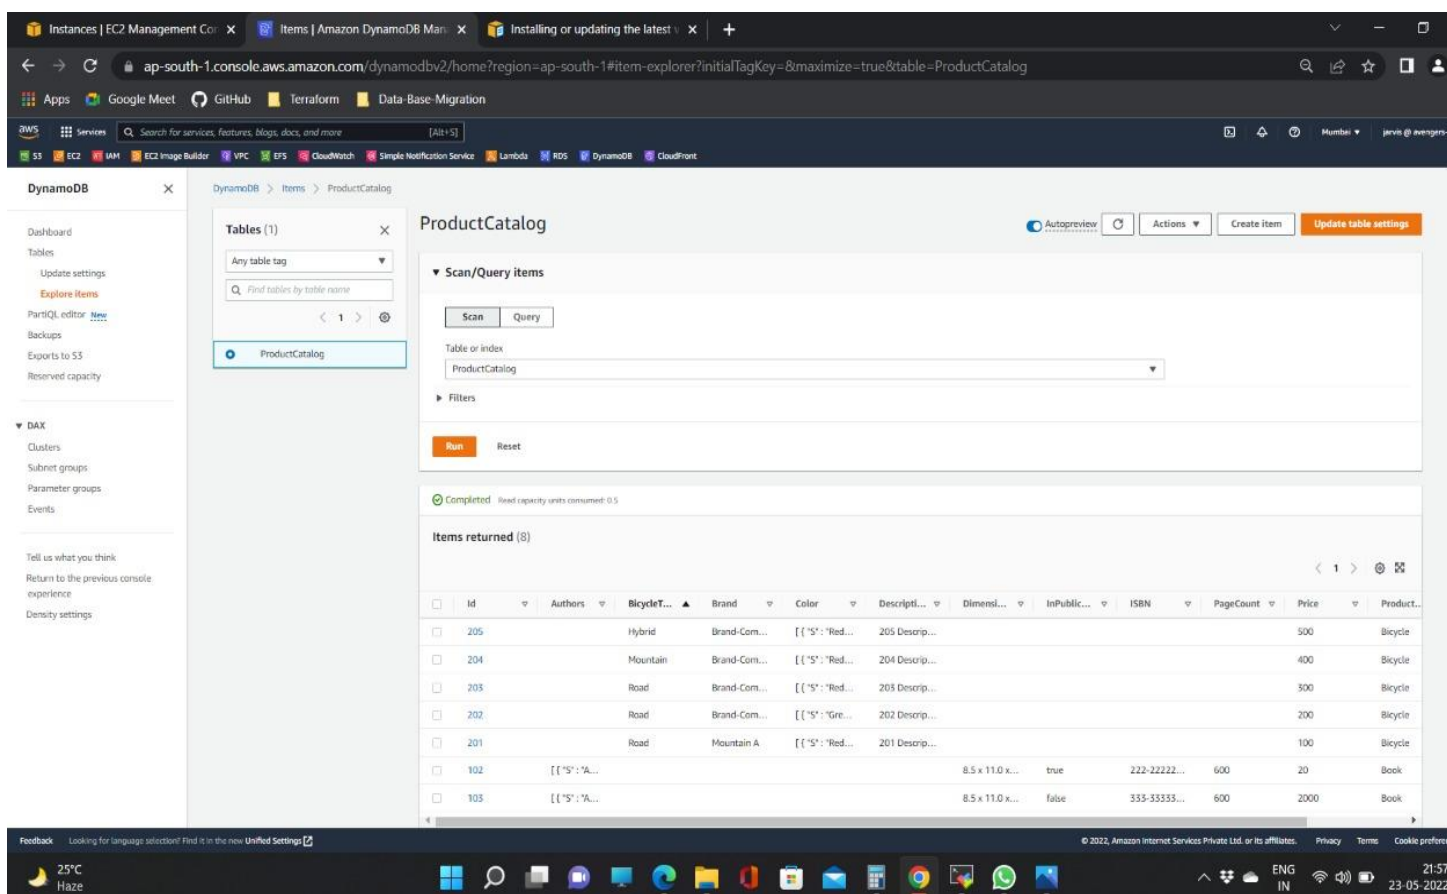 Instances | EC2 Management Con
Items | Amazon DynamoDB Man
Installing or updating the latest v
ap-south-1.console.aws.amazon.com/dynamodbv2/home?region=ap-south-1#item-explorer?initialTagKey=&maximize=true&table=ProductCatalog
Apps Google Meet GitHub Terraform Data-Base-Migration
aws Services Search for services, features, blogs, docs, and more [Alt+S] Mumbai jarvis @ avengers-
S3 EC2 IAM EC2 Image Builder VPC EFS CloudWatch Simple Notification Service Lambda RDS DynamoDB CloudFront
DynamoDB
Dashboard
Tables
Update settings
Explore items
PartiQL editor New
Backups
Exports to S3
Reserved capacity
DAX
Clusters
Subnet groups
Parameter groups
Events
Tell us what you think
Return to the previous console
experience
Density settings
DynamoDB > Items > ProductCatalog
Tables (1)
Any table tag
Find tables by table name
1
ProductCatalog
ProductCatalog
Autopreview Actions Create item Update table settings
Scan/Query items
Scan Query
Table or index
ProductCatalog
Filters
Run Reset
Completed Read capacity units consumed: 0.5
Items returned (8)
1
Id Authors BicycleT... Brand Color Descripti... Dimensi... InPublic... ISBN PageCount Price Product...
205 Hybrid Brand-Com... [ { "S" : "Red... 205 Descrip... 500 Bicycle
204 Mountain Brand-Com... [ { "S" : "Red... 204 Descrip... 400 Bicycle
203 Road Brand-Com... [ { "S" : "Red... 203 Descrip... 300 Bicycle
202 Road Brand-Com... [ { "S" : "Gre... 202 Descrip... 200 Bicycle
201 Road Mountain A [ { "S" : "Red... 201 Descrip... 100 Bicycle
102 [ { "S" : "A... 8.5 x 11.0 x... true 222-22222... 600 20 Book
103 [ { "S" : "A... 8.5 x 11.0 x... false 333-33333... 600 2000 Book
Feedback Looking for language selection? Find it in the new Unified Settings © 2022, Amazon Internet Services Private Ltd. or its affiliates. Privacy Terms Cookie prefere
25°C
Haze
ENG
IN
21:57
23-05-2022